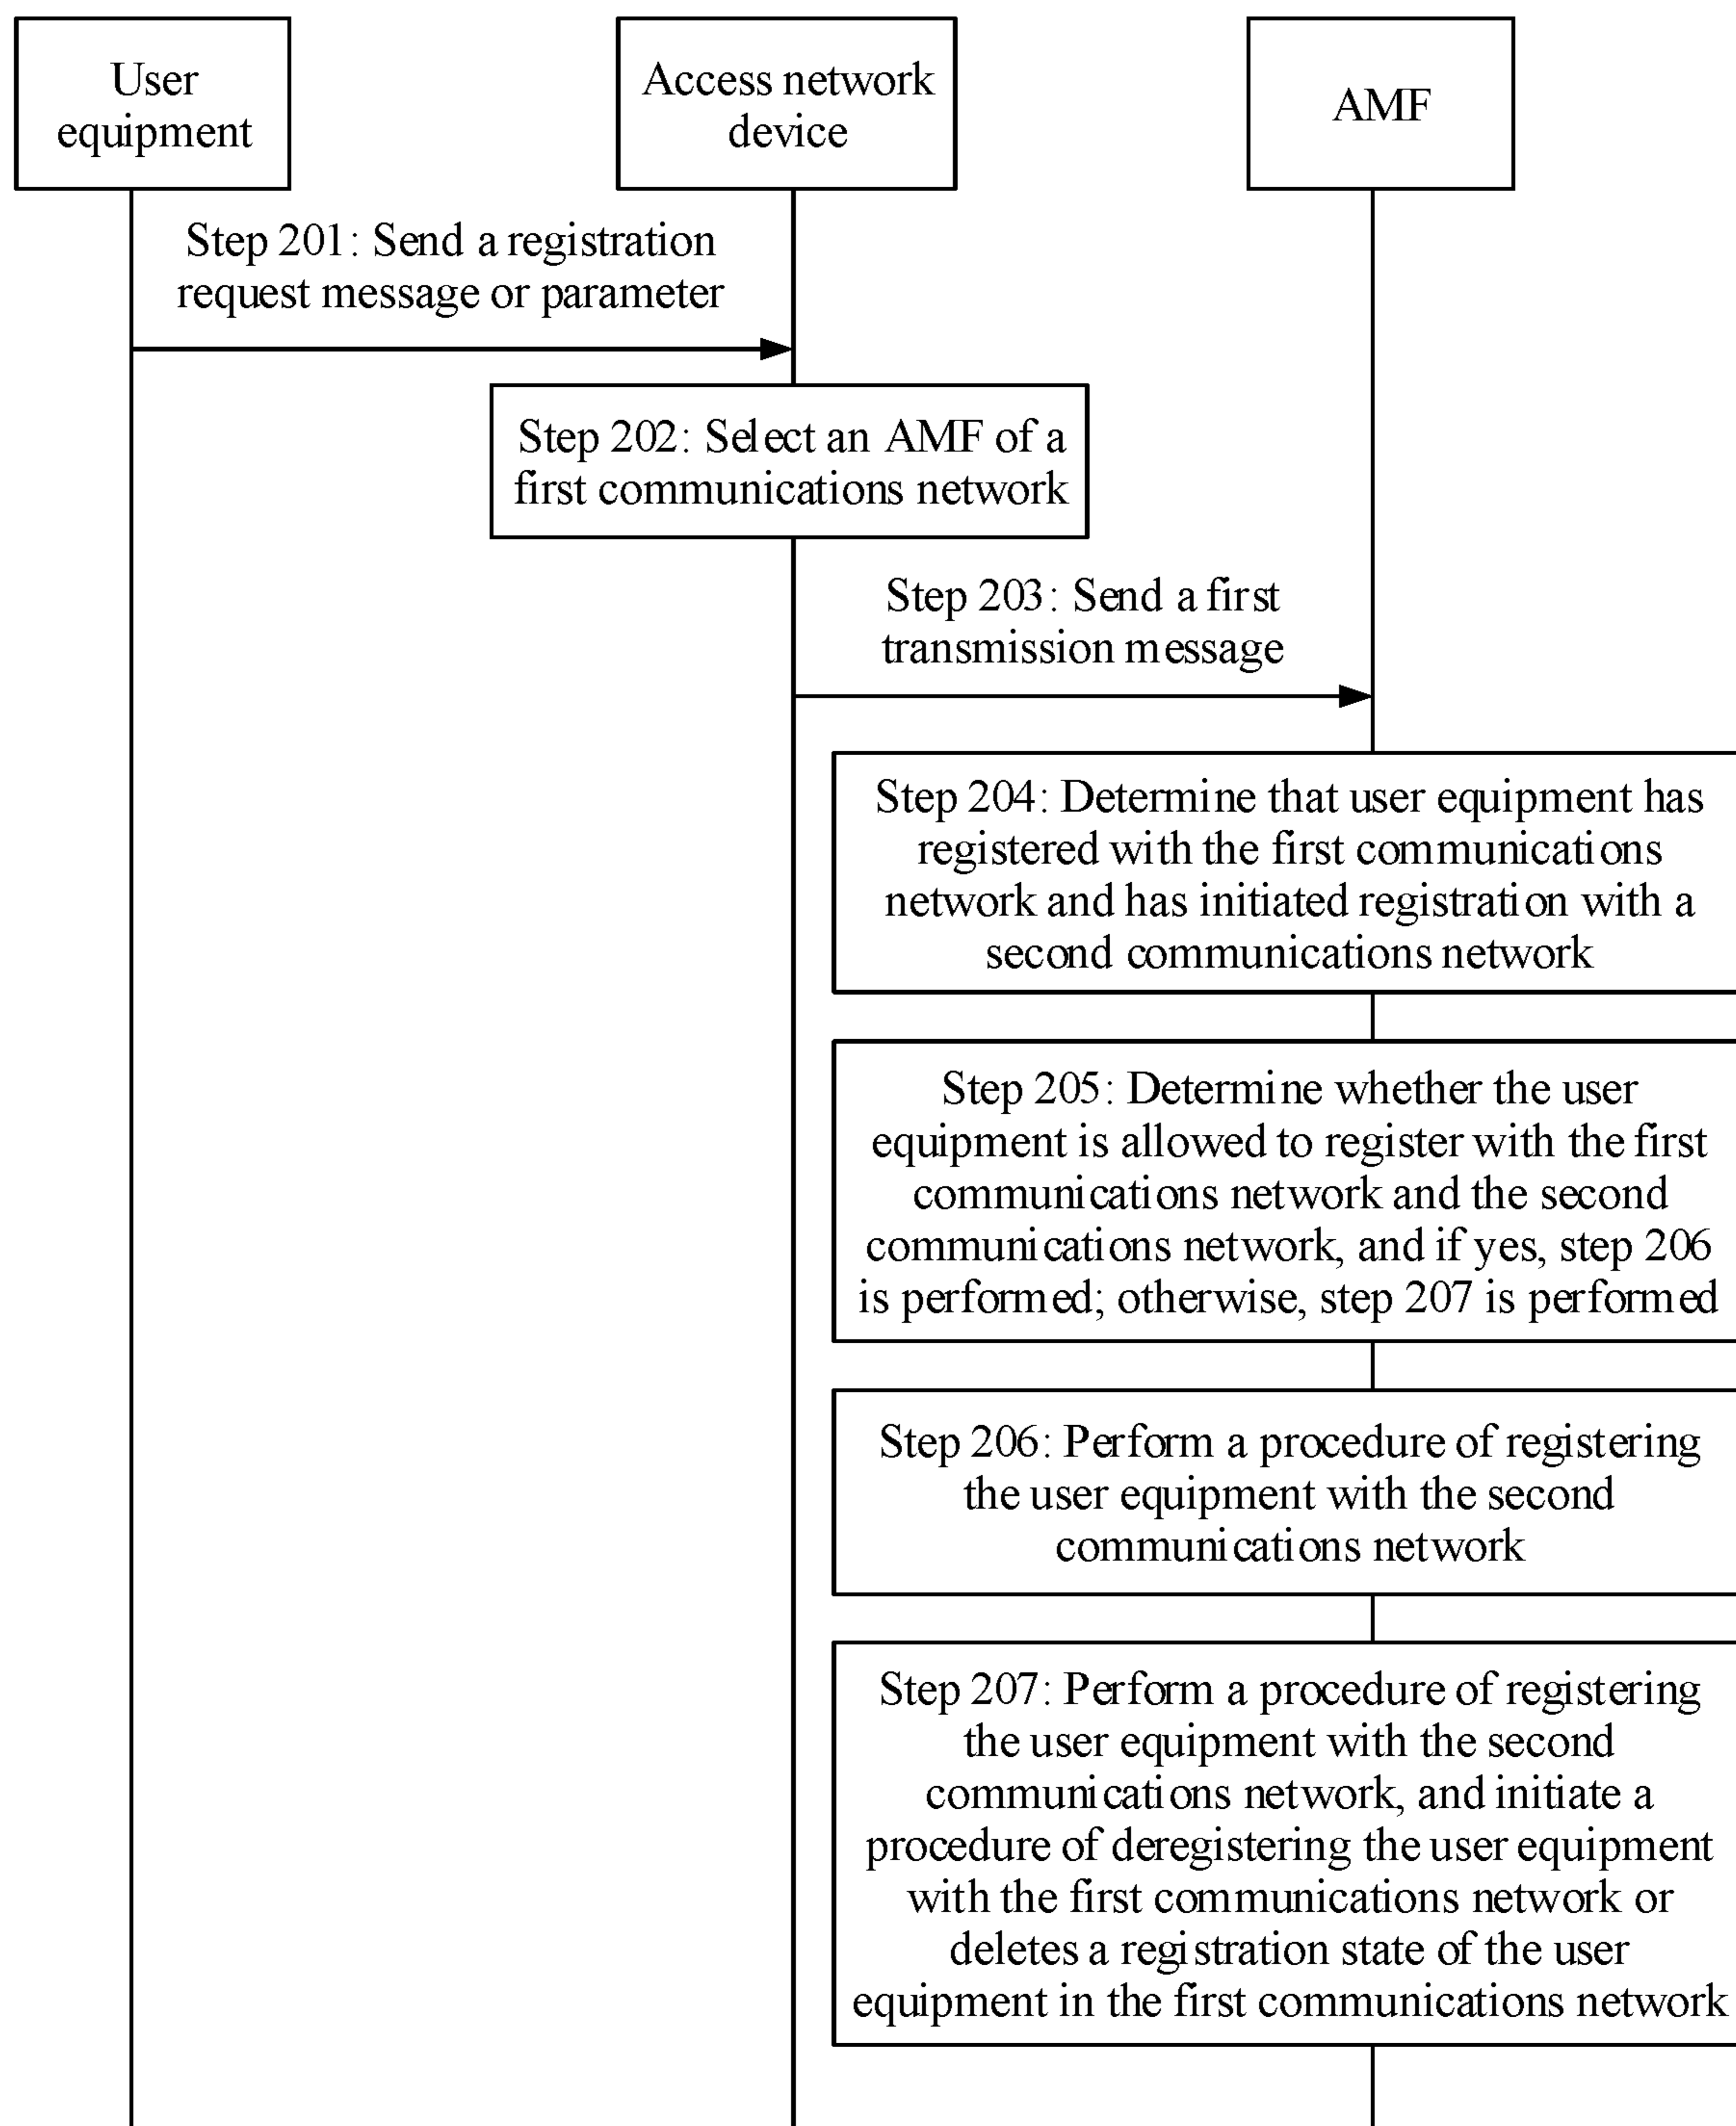 User
equipment
Access network
device
AMF
Step 201: Send a registration
request message or parameter
Step 202: Select an AMF of a
first communications network
Step 203: Send a first
transmission message
Step 204: Determine that user equipment has
registered with the first communications
network and has initiated registration with a
second communications network
Step 205: Determine whether the user
equipment is allowed to register with the first
communications network and the second
communications network, and if yes, step 206
is performed; otherwise, step 207 is performed
Step 206: Perform a procedure of registering
the user equipment with the second
communications network
Step 207: Perform a procedure of registering
the user equipment with the second
communications network, and initiate a
procedure of deregistering the user equipment
with the first communications network or
deletes a registration state of the user
equipment in the first communications network